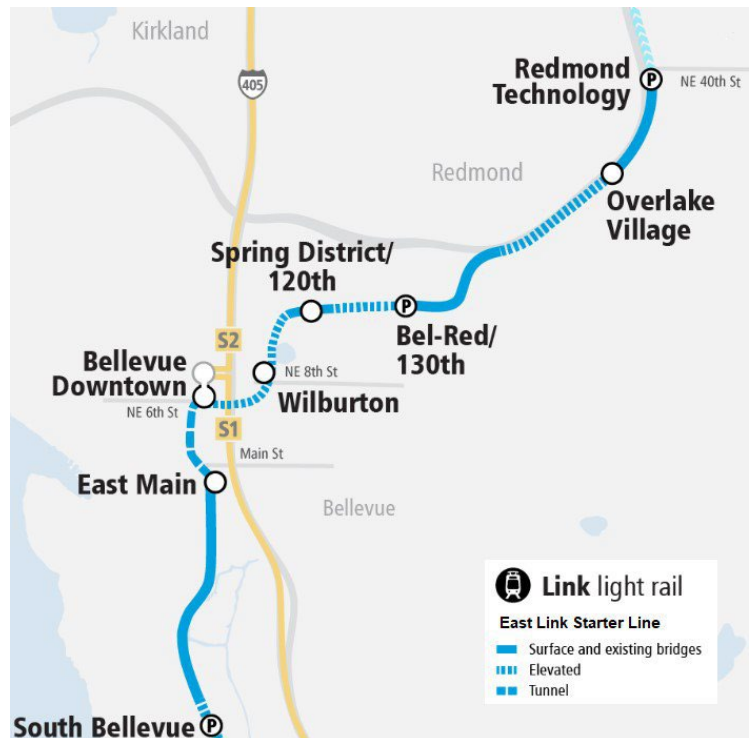 Kirkland
405
Redmond
Technology
P
NE 40th St
Redmond
Overlake
Village
Spring District/
120th
P
Bel-Red/
130th
S2
Bellevue
Downtown
NE 8th St
Wilburton
NE 6th St
S1
Main St
East Main
Bellevue
Link light rail
East Link Starter Line
Surface and existing bridges
Elevated
Tunnel
South Bellevue
P